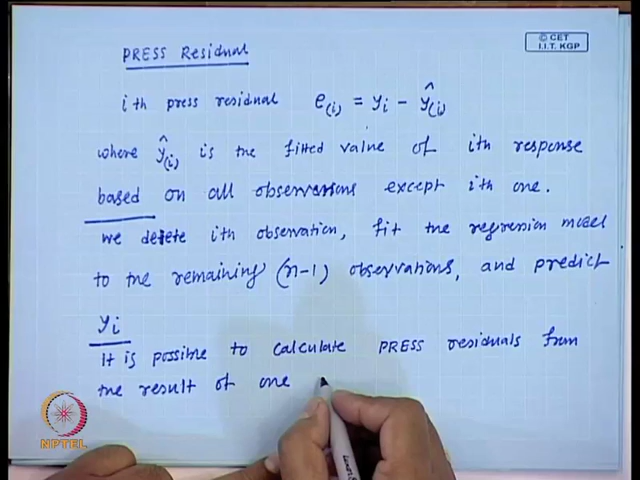 © CET
I.I.T. KGP
PRESS Residual
ith press residual e₍ᵢ₎ = yᵢ - ŷ₍ᵢ₎
where ŷ₍ᵢ₎ is the fitted value of ith response
based on all observations except ith one.
we delete ith observation, fit the regression model
to the remaining (n-1) observations, and predict
yᵢ
It is possible to calculate PRESS residuals from
the result of one
NPTEL